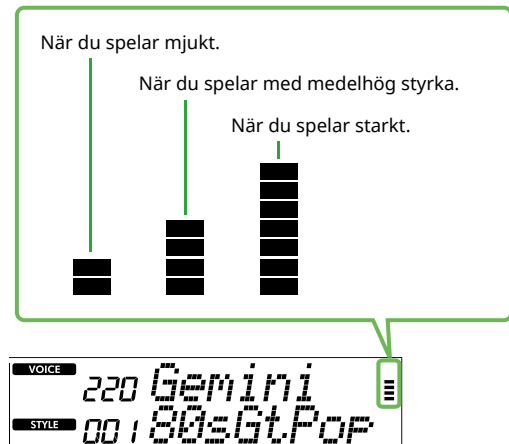 När du spelar mjukt.
När du spelar med medelhög styrka.
När du spelar starkt.
VOICE 220 Gemini
STYLE 001 80sGtPop